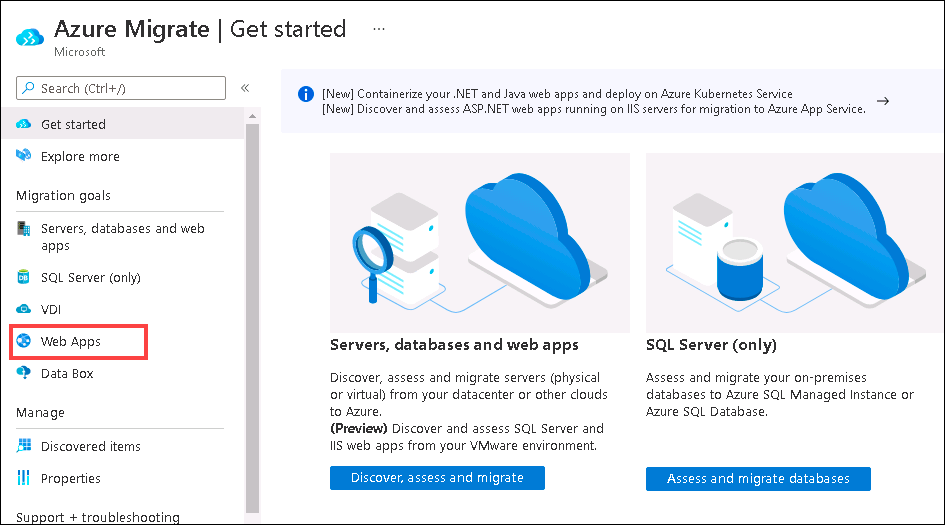 Azure Migrate | Get started ...
Microsoft
Search (Ctrl+/)
«
Get started
Explore more
Migration goals
Servers, databases and web
apps
SQL Server (only)
VDI
Web Apps
Data Box
Manage
Discovered items
Properties
Support + troubleshooting
[New] Containerize your .NET and Java web apps and deploy on Azure Kubernetes Service
[New] Discover and assess ASP.NET web apps running on IIS servers for migration to Azure App Service.
Servers, databases and web apps
Discover, assess and migrate servers (physical
or virtual) from your datacenter or other clouds
to Azure.
(Preview) Discover and assess SQL Server and
IIS web apps from your VMware environment.
Discover, assess and migrate
SQL Server (only)
Assess and migrate your on-premises
databases to Azure SQL Managed Instance or
Azure SQL Database.
Assess and migrate databases